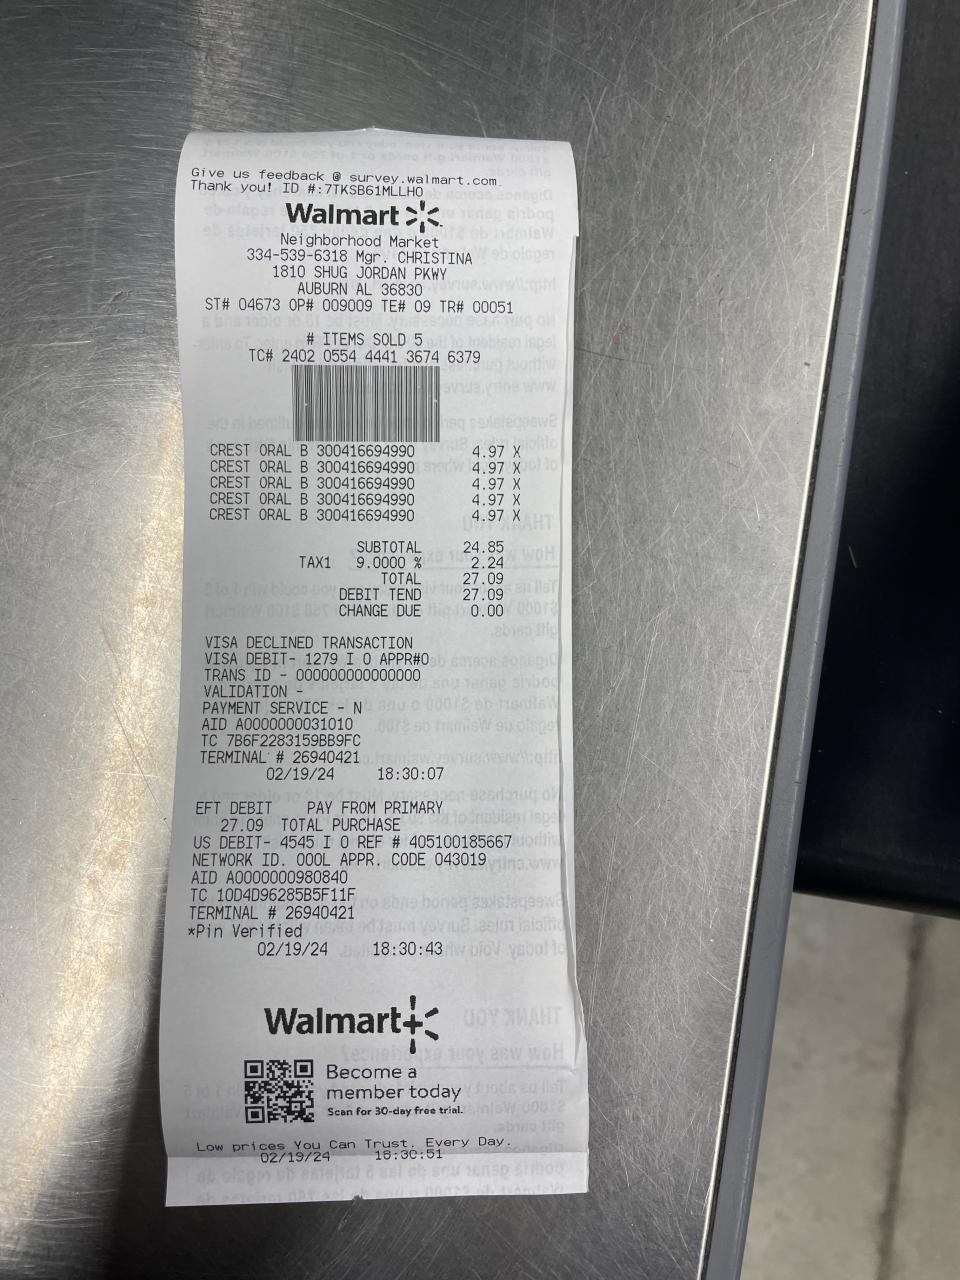 Give us feedback @ survey.walmart.com
Thank you! ID #:7TKSB61MLLHO
Walmart
Neighborhood Market
334-539-6318 Mgr. CHRISTINA
1810 SHUG JORDAN PKWY
AUBURN AL 36830
ST# 04673 OP# 009009 TE# 09 TR# 00051
# ITEMS SOLD 5
TC# 2402 0554 4441 3674 6379
CREST ORAL B 300416694990 4.97 X
CREST ORAL B 300416694990 4.97 X
CREST ORAL B 300416694990 4.97 X
CREST ORAL B 300416694990 4.97 X
CREST ORAL B 300416694990 4.97 X
SUBTOTAL 24.85
TAX1 9.0000 % 2.24
TOTAL 27.09
DEBIT TEND 27.09
CHANGE DUE 0.00
VISA DECLINED TRANSACTION
VISA DEBIT- 1279 I 0 APPR#0
TRANS ID - 000000000000000
VALIDATION -
PAYMENT SERVICE - N
AID A0000000031010
TC 7B6F2283159BB9FC
TERMINAL # 26940421
02/19/24 18:30:07
EFT DEBIT PAY FROM PRIMARY
27.09 TOTAL PURCHASE
US DEBIT- 4545 I 0 REF # 405100185667
NETWORK ID. 000L APPR. CODE 043019
AID A0000000980840
TC 10D4D96285B5F11F
TERMINAL # 26940421
*Pin Verified
02/19/24 18:30:43
Walmart+
Become a
member today
Scan for 30-day free trial.
Low prices You Can Trust. Every Day.
02/19/24 18:30:51